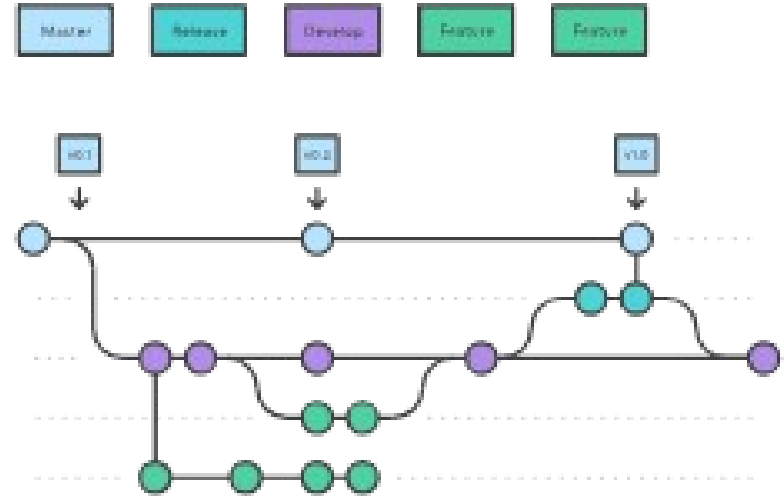 Master
Release
Develop
Feature
Feature
v0.1
v0.2
v1.0